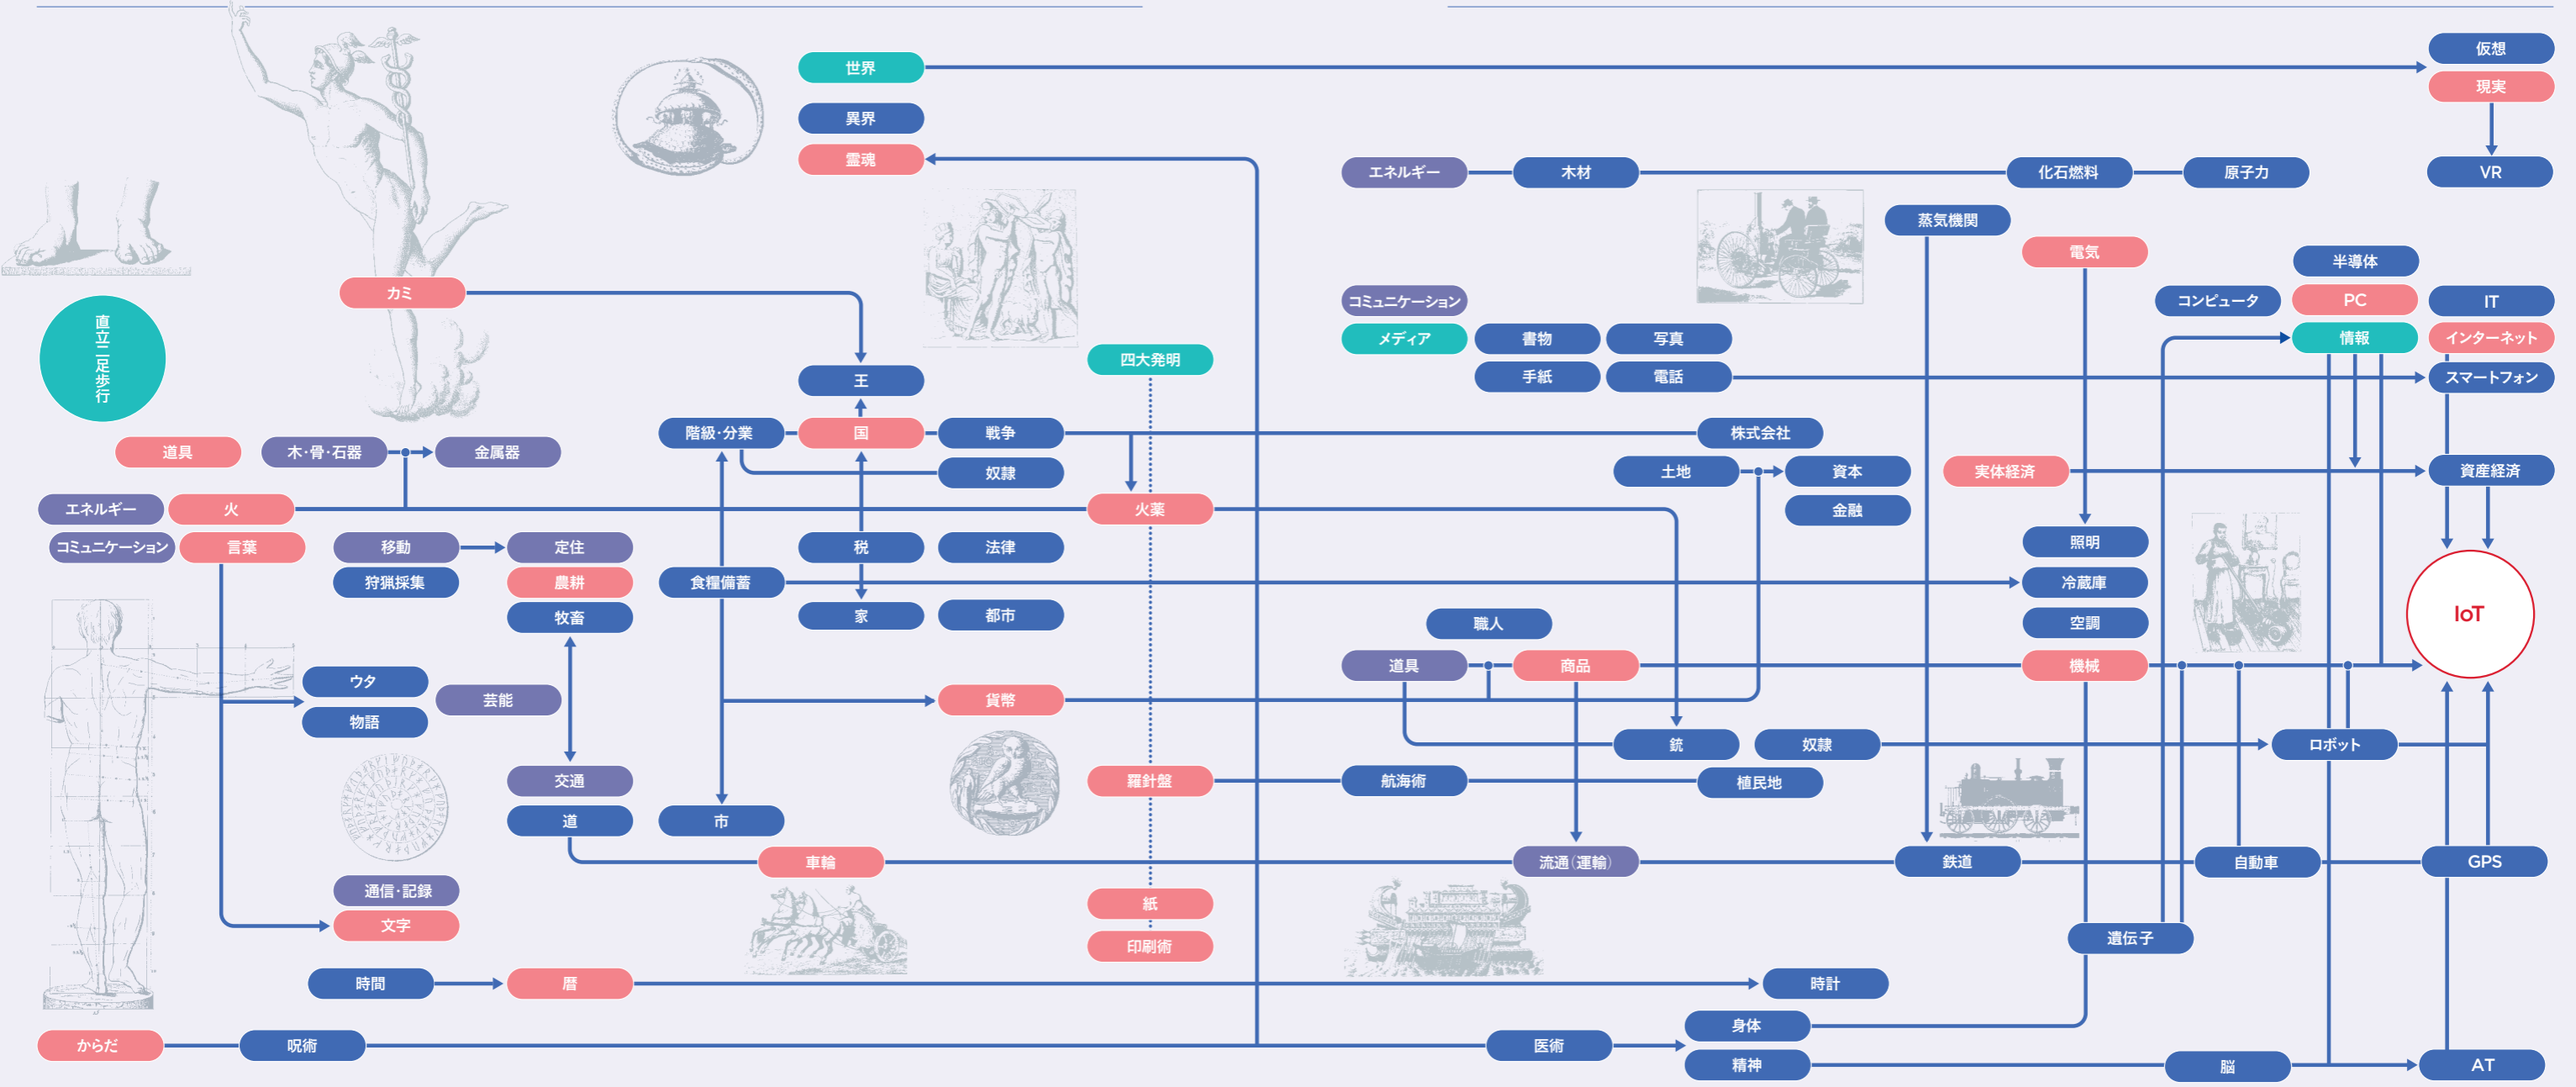 世界
仮想
現実
異界
霊魂
エネルギー
木材
化石燃料
原子力
VR
蒸気機関
電気
半導体
カミ
コミュニケーション
コンピュータ
PC
IT
直立二足歩行
メディア
書物
写真
情報
インターネット
四大発明
王
手紙
電話
スマートフォン
階級・分業
国
戦争
株式会社
道具
木・骨・石器
金属器
奴隷
土地
資本
実体経済
資産経済
エネルギー
火
火薬
金融
コミュニケーション
言葉
移動
定住
税
法律
照明
狩猟採集
農耕
食糧備蓄
冷蔵庫
牧畜
家
都市
職人
空調
IoT
道具
商品
機械
ウタ
芸能
貨幣
物語
銃
奴隷
ロボット
交通
羅針盤
航海術
植民地
道
市
車輪
流通（運輸）
鉄道
自動車
GPS
通信・記録
紙
文字
印刷術
遺伝子
時間
暦
時計
身体
からだ
呪術
医術
精神
脳
AT